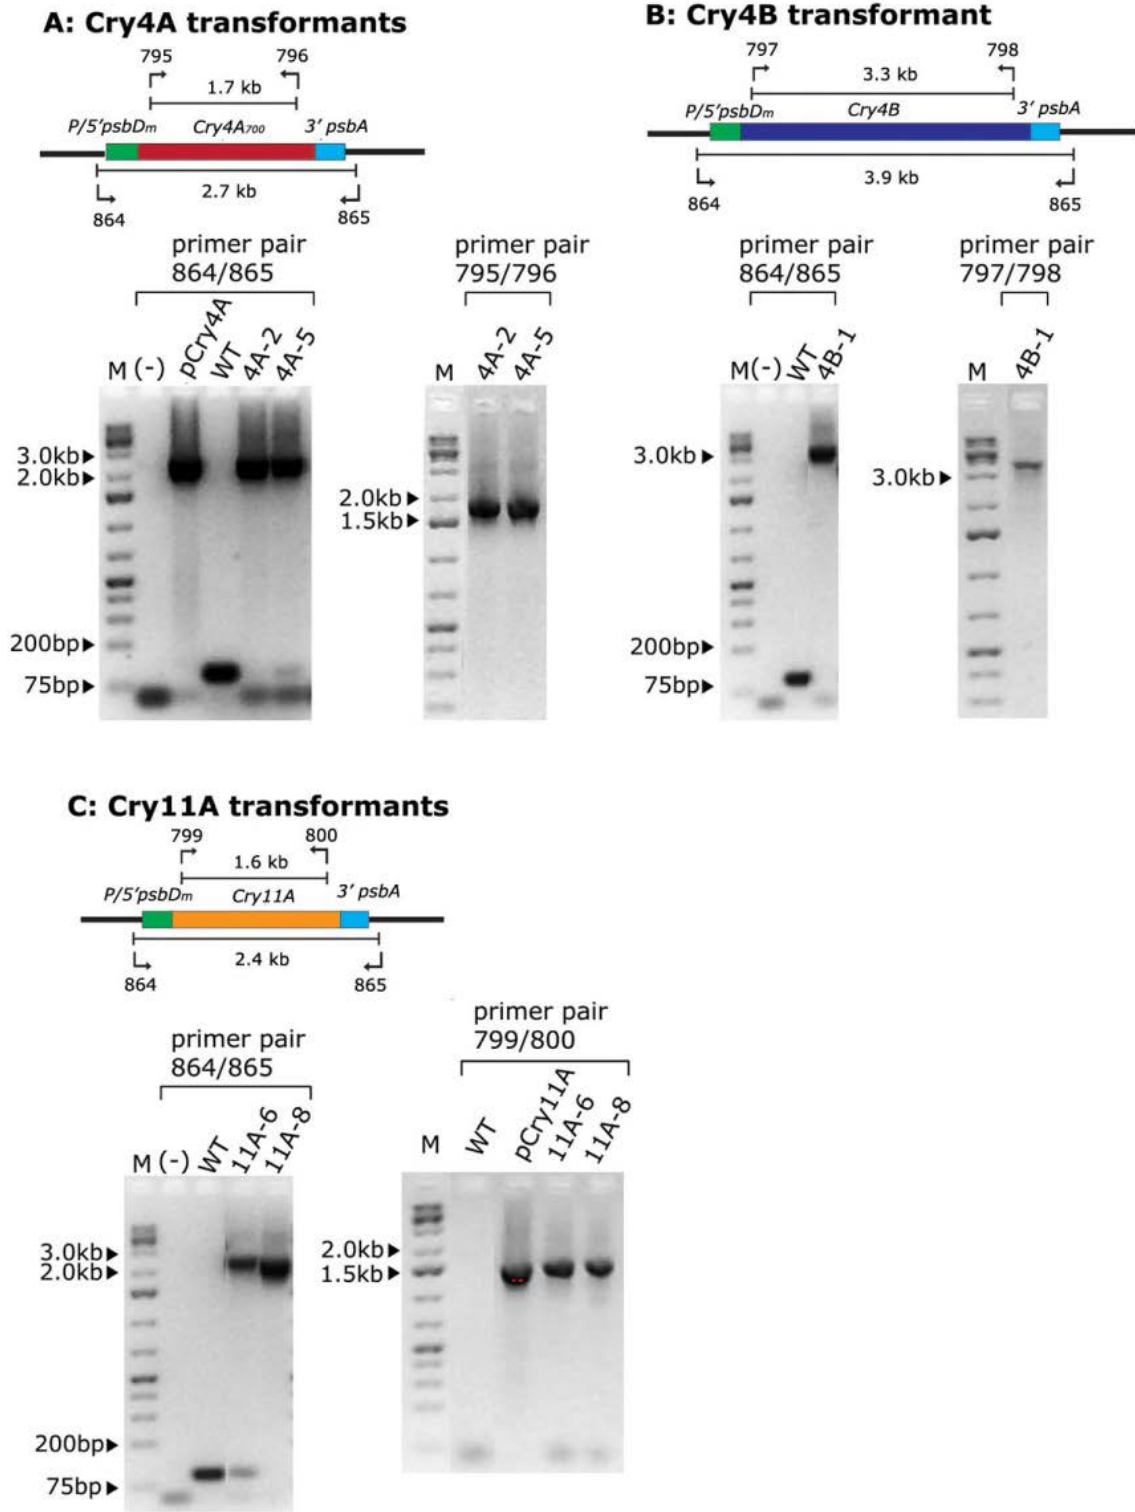 A: Cry4A transformants
795 796
1.7 kb
P/5'psbDm Cry4A700 3' psbA
2.7 kb
864 865
primer pair
864/865
M (-) pCry4A WT 4A-2 4A-5
3.0kb
2.0kb
200bp
75bp
primer pair
795/796
M 4A-2 4A-5
2.0kb
1.5kb
B: Cry4B transformant
797 798
3.3 kb
P/5'psbDm Cry4B 3' psbA
3.9 kb
864 865
primer pair
864/865
M(-) WT 4B-1
3.0kb
200bp
75bp
primer pair
797/798
M 4B-1
3.0kb
C: Cry11A transformants
799 800
1.6 kb
P/5'psbDm Cry11A 3' psbA
2.4 kb
864 865
primer pair
864/865
M (-) WT 11A-6 11A-8
3.0kb
2.0kb
200bp
75bp
primer pair
799/800
M WT pCry11A 11A-6 11A-8
2.0kb
1.5kb